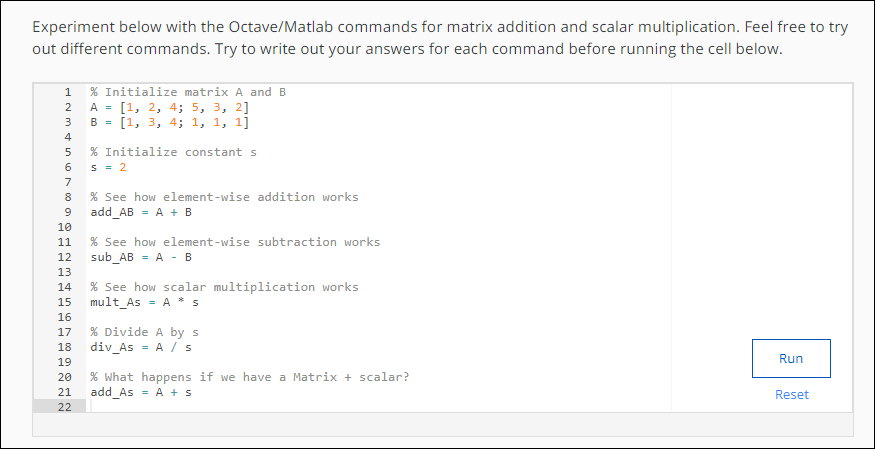 Experiment below with the Octave/Matlab commands for matrix addition and scalar multiplication. Feel free to try
out different commands. Try to write out your answers for each command before running the cell below.
1 % Initialize matrix A and B
2 A = [1, 2, 4; 5, 3, 2]
3 B = [1, 3, 4; 1, 1, 1]
4
5 % Initialize constant s
6 s = 2
7
8 % See how element-wise addition works
9 add_AB = A + B
10
11 % See how element-wise subtraction works
12 sub_AB = A - B
13
14 % See how scalar multiplication works
15 mult_As = A * s
16
17 % Divide A by s
18 div_As = A / s
19
20 % What happens if we have a Matrix + scalar?
21 add_As = A + s
22
Run
Reset